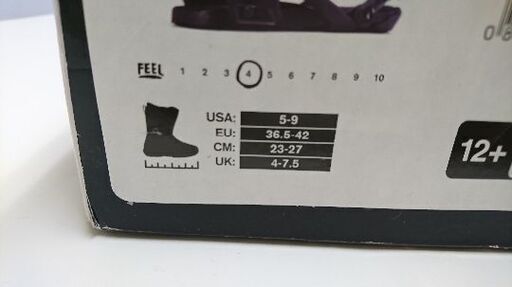 FEEL 1 2 3 4 5 6 7 8 9 10
USA: 5-9
EU: 36.5-42
CM: 23-27
UK: 4-7.5
12+
0